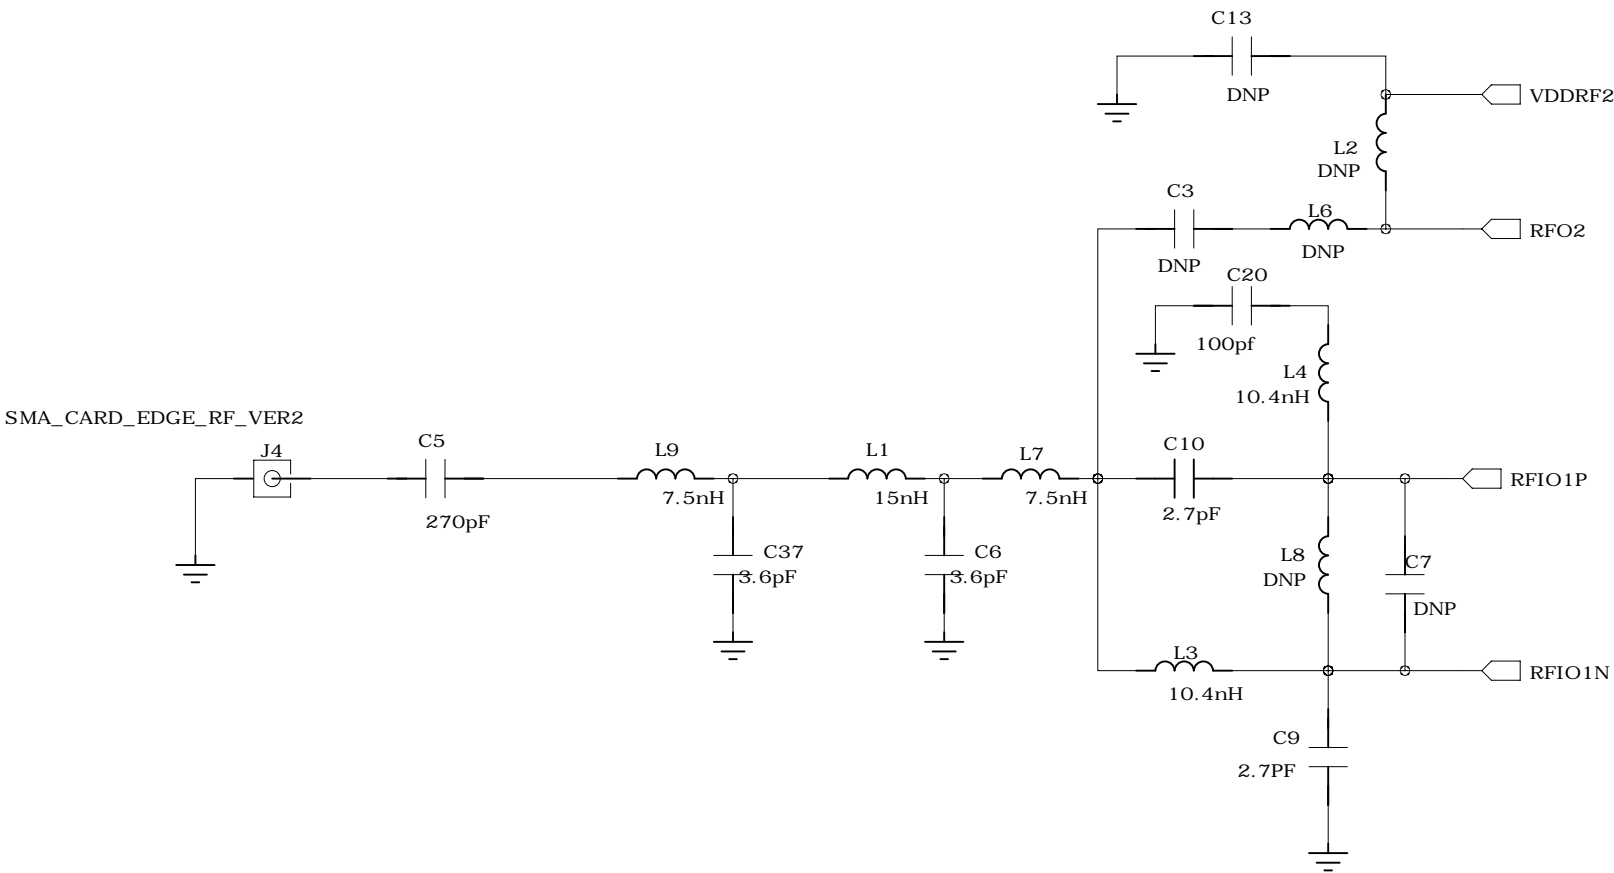 C13
DNP
VDDRF2
L2
DNP
C3
DNP
L6
DNP
RFO2
C20
100pf
L4
10.4nH
SMA_CARD_EDGE_RF_VER2
J4
C5
270pF
L9
7.5nH
L1
15nH
L7
7.5nH
C10
2.7pF
RFIO1P
C37
3.6pF
C6
3.6pF
L8
DNP
C7
DNP
L3
10.4nH
RFIO1N
C9
2.7PF